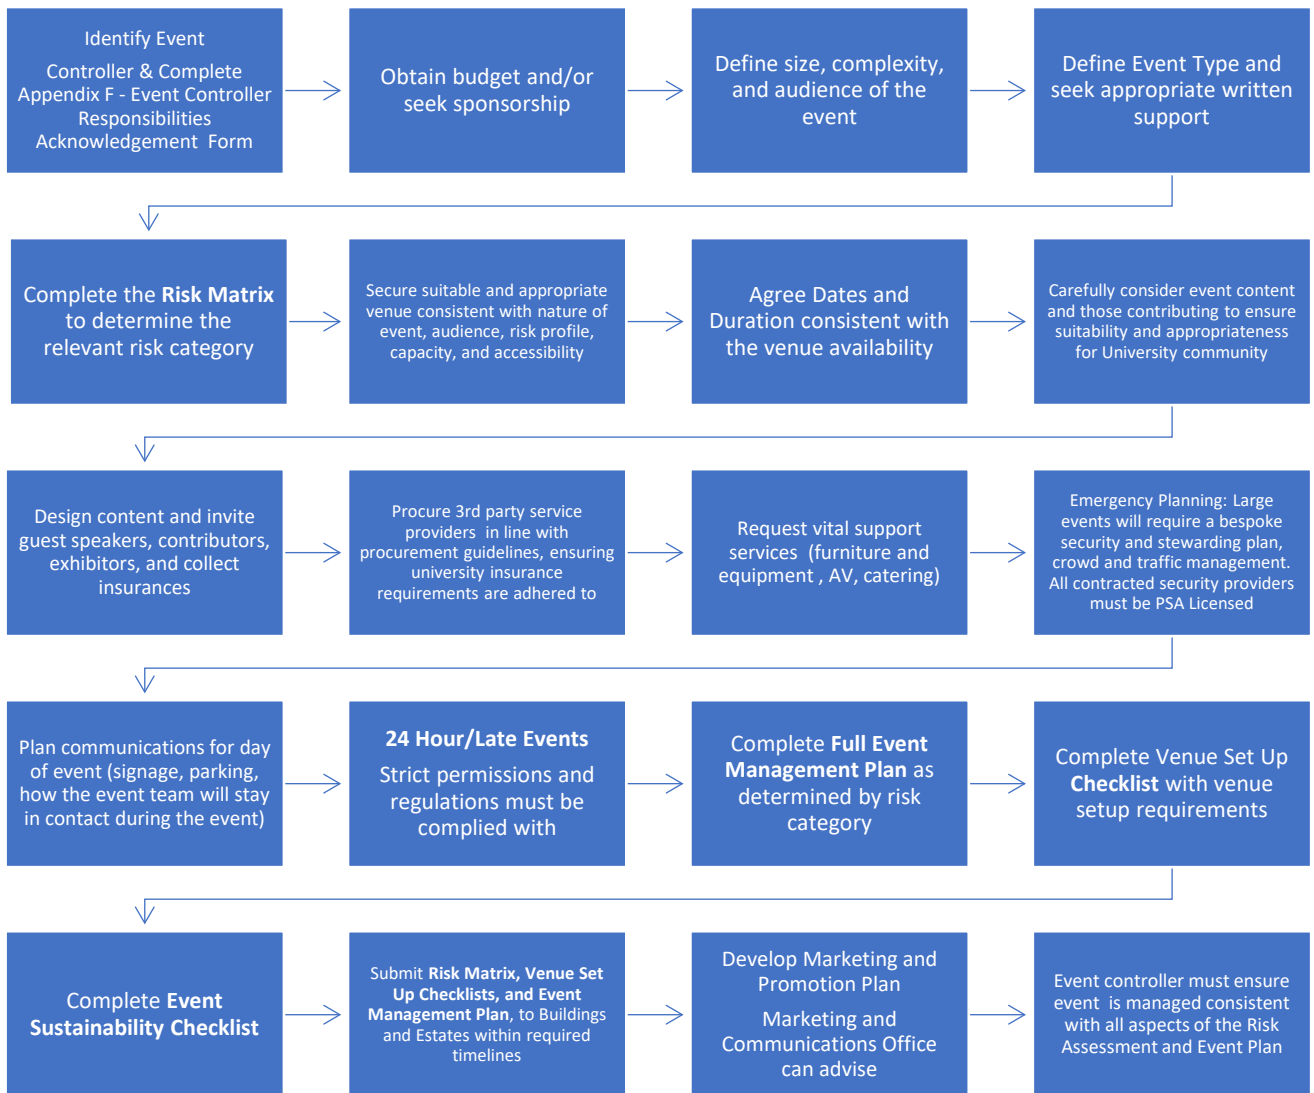 Identify Event
Controller & Complete
Appendix F - Event Controller
Responsibilities
Acknowledgement Form
Obtain budget and/or
seek sponsorship
Define size, complexity,
and audience of the
event
Define Event Type and
seek appropriate written
support
Complete the Risk Matrix
to determine the
relevant risk category
Secure suitable and appropriate
venue consistent with nature of
event, audience, risk profile,
capacity, and accessibility
Agree Dates and
Duration consistent with
the venue availability
Carefully consider event content
and those contributing to ensure
suitability and appropriateness
for University community
Design content and invite
guest speakers, contributors,
exhibitors, and collect
insurances
Procure 3rd party service
providers in line with
procurement guidelines, ensuring
university insurance
requirements are adhered to
Request vital support
services (furniture and
equipment , AV, catering)
Emergency Planning: Large
events will require a bespoke
security and stewarding plan,
crowd and traffic management.
All contracted security providers
must be PSA Licensed
Plan communications for day
of event (signage, parking,
how the event team will stay
in contact during the event)
24 Hour/Late Events
Strict permissions and
regulations must be
complied with
Complete Full Event
Management Plan as
determined by risk
category
Complete Venue Set Up
Checklist with venue
setup requirements
Complete Event
Sustainability Checklist
Submit Risk Matrix, Venue Set
Up Checklists, and Event
Management Plan, to Buildings
and Estates within required
timelines
Develop Marketing and
Promotion Plan
Marketing and
Communications Office
can advise
Event controller must ensure
event is managed consistent
with all aspects of the Risk
Assessment and Event Plan